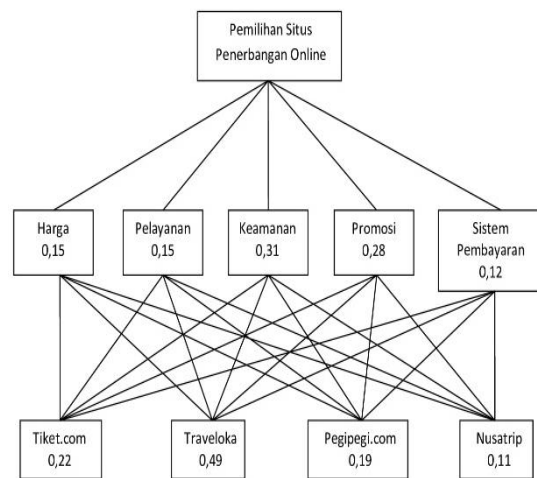 Pemilihan Situs
Penerbangan Online
Harga
0,15
Pelayanan
0,15
Keamanan
0,31
Promosi
0,28
Sistem
Pembayaran
0,12
Tiket.com
0,22
Traveloka
0,49
Pegipegi.com
0,19
Nusatrip
0,11